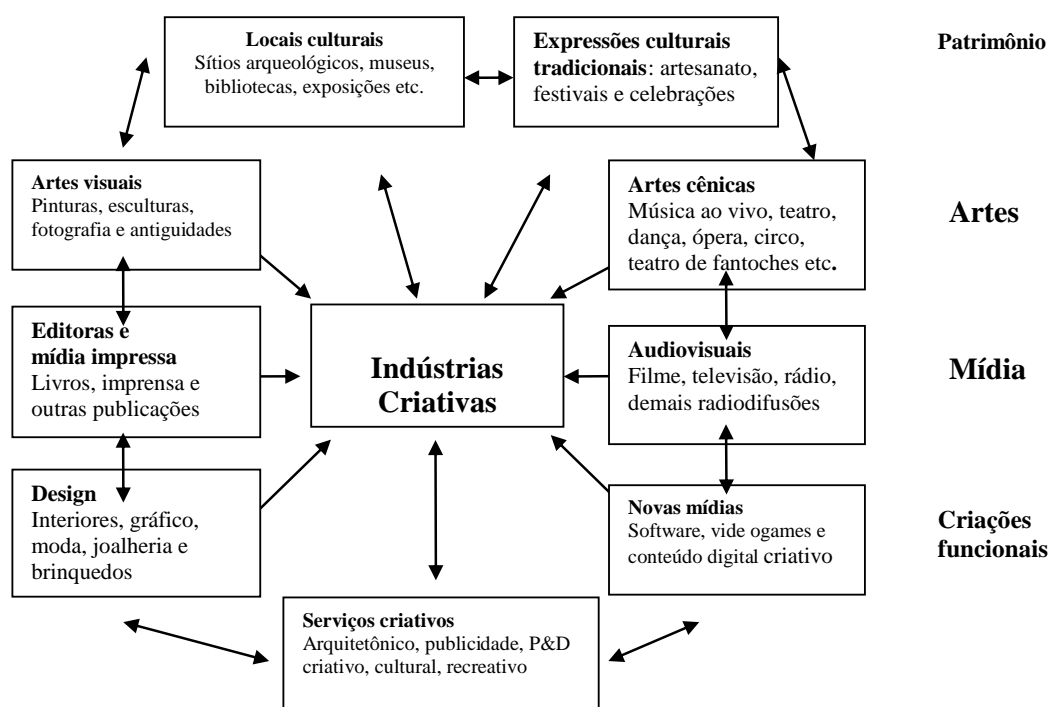 Locais culturais
Sítios arqueológicos, museus,
bibliotecas, exposições etc.
Expressões culturais
tradicionais: artesanato,
festivais e celebrações
Patrimônio
Artes visuais
Pinturas, esculturas,
fotografia e antiguidades
Artes cênicas
Música ao vivo, teatro,
dança, ópera, circo,
teatro de fantoches etc.
Artes
Editoras e
mídia impressa
Livros, imprensa e
outras publicações
Indústrias
Criativas
Audiovisuais
Filme, televisão, rádio,
demais radiodifusões
Mídia
Design
Interiores, gráfico,
moda, joalheria e
brinquedos
Novas mídias
Software, vide ogames e
conteúdo digital criativo
Criações
funcionais
Serviços criativos
Arquitetônico, publicidade, P&D
criativo, cultural, recreativo